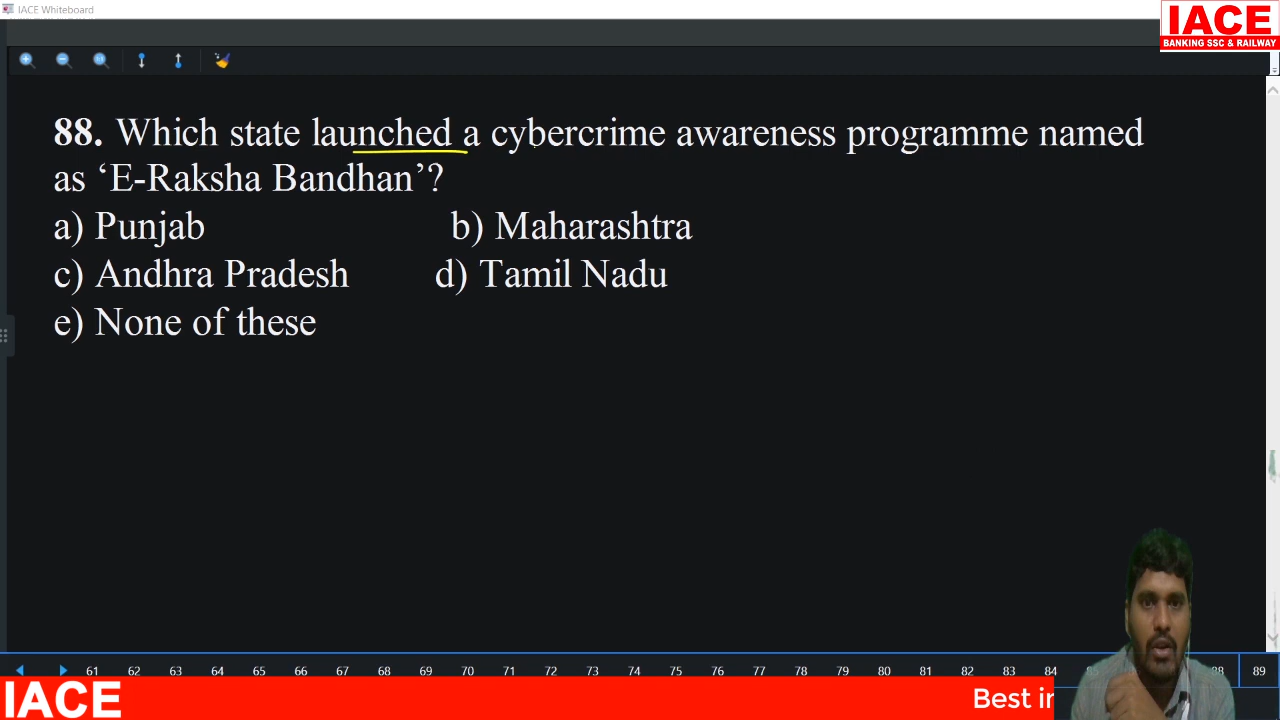 IACE Whiteboard
IACE
BANKING SSC & RAILWAY
88. Which state launched a cybercrime awareness programme named
as ‘E-Raksha Bandhan’?
a) Punjab b) Maharashtra
c) Andhra Pradesh d) Tamil Nadu
e) None of these
61 62 63 64 65 66 67 68 69 70 71 72 73 74 75 76 77 78 79 80 81 82 83 84 88 89
IACE Best in